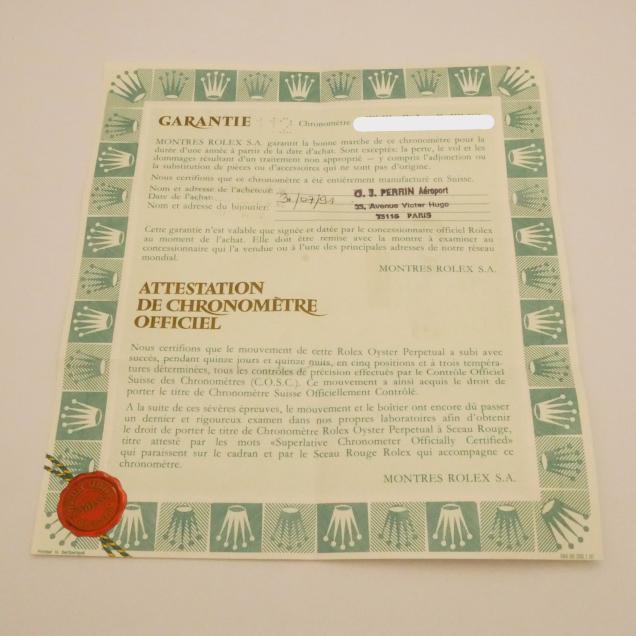 GARANTIE 112 Chronomètre
MONTRES ROLEX S.A. garantit la bonne marche de ce chronomètre pour la
durée d'une année à partir de la date d'achat. Sont exceptés: la perte, le vol et les
dommages résultant d'un traitement non approprié – y compris l'adjonction ou
la substitution de pièces ou d'accessoires qui ne sont pas d'origine.
Nous certifions que ce chronomètre a été entièrement manufacturé en Suisse.
Nom et adresse de l'acheteur:
Date de l'achat: /07/91 O. J. PERRIN Aéroport
Nom et adresse du bijoutier: 33, Avenue Victor Hugo
75116 PARIS
Cette garantie n'est valable que signée et datée par le concessionnaire officiel Rolex
au moment de l'achat. Elle doit être remise avec la montre à examiner au
concessionnaire qui l'a vendue ou à l'une des principales adresses de notre réseau
mondial.
MONTRES ROLEX S.A.
ATTESTATION
DE CHRONOMÈTRE
OFFICIEL
Nous certifions que le mouvement de cette Rolex Oyster Perpetual a subi avec
succès, pendant quinze jours et quinze nuits, en cinq positions et à trois tempéra-
tures déterminées, tous les contrôles de précision effectués par le Contrôle Officiel
Suisse des Chronomètres (C.O.S.C.). Ce mouvement a ainsi acquis le droit de
porter le titre de Chronomètre Suisse Officiellement Contrôlé.
A la suite de ces sévères épreuves, le mouvement et le boîtier ont encore dû passer
un dernier et rigoureux examen dans nos propres laboratoires afin d'obtenir
le droit de porter le titre de Chronomètre Rolex Oyster Perpetual à Sceau Rouge,
titre attesté par les mots «Superlative Chronometer Officially Certified»
qui paraissent sur le cadran et par le Sceau Rouge Rolex qui accompagne ce
chronomètre.
MONTRES ROLEX S.A.
Printed in Switzerland